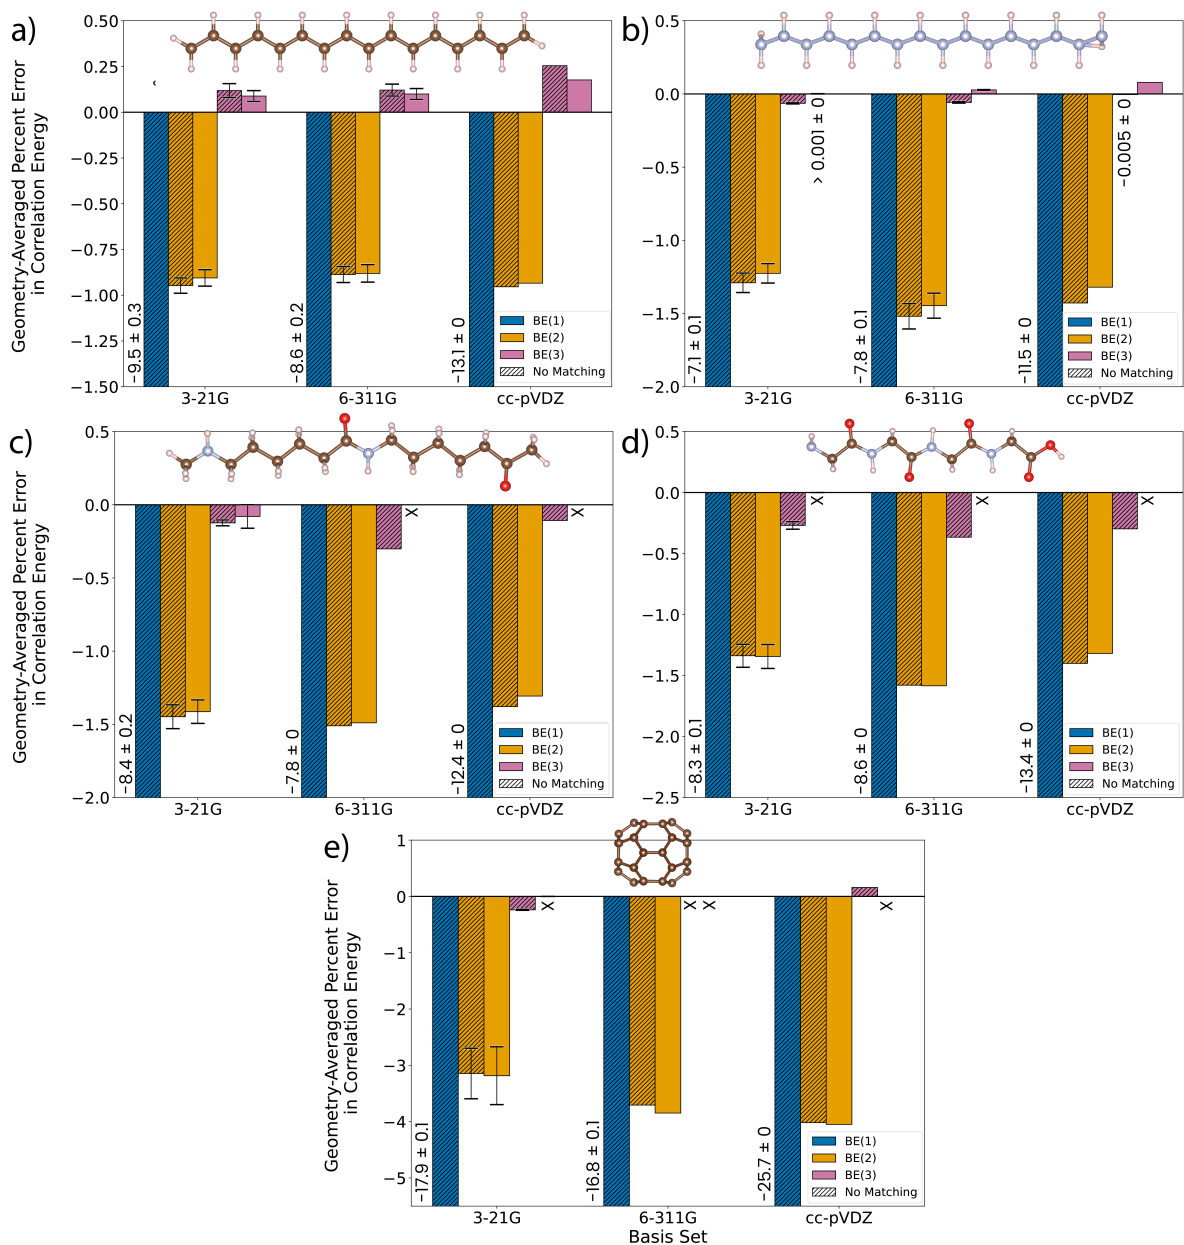 a)
Geometry-Averaged Percent Error
in Correlation Energy
0.50
0.25
0.00
−0.25
−0.50
−0.75
−1.00
−1.25
−1.50
−9.5 ± 0.3
−8.6 ± 0.2
−13.1 ± 0
BE(1)
BE(2)
BE(3)
No Matching
3-21G
6-311G
cc-pVDZ
b)
0.5
0.0
−0.5
−1.0
−1.5
−2.0
−7.1 ± 0.1
> 0.001 ± 0
−7.8 ± 0.1
−0.005 ± 0
−11.5 ± 0
BE(1)
BE(2)
BE(3)
No Matching
3-21G
6-311G
cc-pVDZ
c)
Geometry-Averaged Percent Error
in Correlation Energy
0.5
0.0
−0.5
−1.0
−1.5
−2.0
X
X
−8.4 ± 0.2
−7.8 ± 0
−12.4 ± 0
BE(1)
BE(2)
BE(3)
No Matching
3-21G
6-311G
cc-pVDZ
d)
0.5
0.0
−0.5
−1.0
−1.5
−2.0
−2.5
X
X
X
−8.3 ± 0.1
−8.6 ± 0
−13.4 ± 0
BE(1)
BE(2)
BE(3)
No Matching
3-21G
6-311G
cc-pVDZ
e)
Geometry-Averaged Percent Error
in Correlation Energy
1
0
−1
−2
−3
−4
−5
X
X X
X
−17.9 ± 0.1
−16.8 ± 0.1
−25.7 ± 0
BE(1)
BE(2)
BE(3)
No Matching
3-21G
6-311G
cc-pVDZ
Basis Set